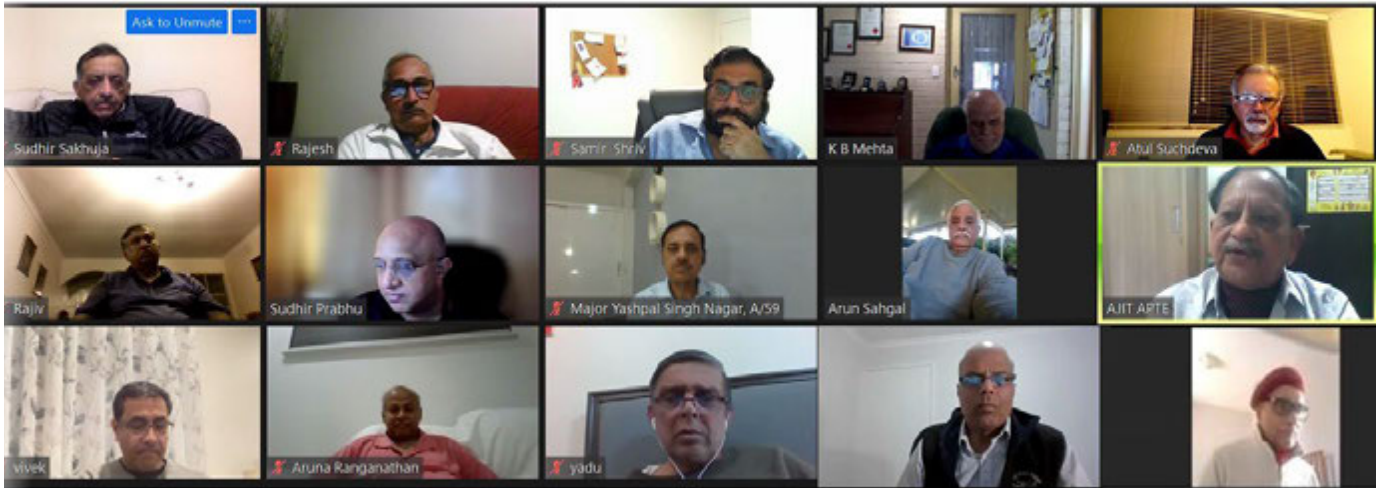 Ask to Unmute ...
Sudhir Sakhuja
Rajesh
Samir Shriv
K B Mehta
Atul Suchdeva
Rajiv
Sudhir Prabhu
Major Yashpal Singh Nagar, A/59
Arun Sahgal
AJIT APTE
vivek
Aruna Ranganathan
yadu